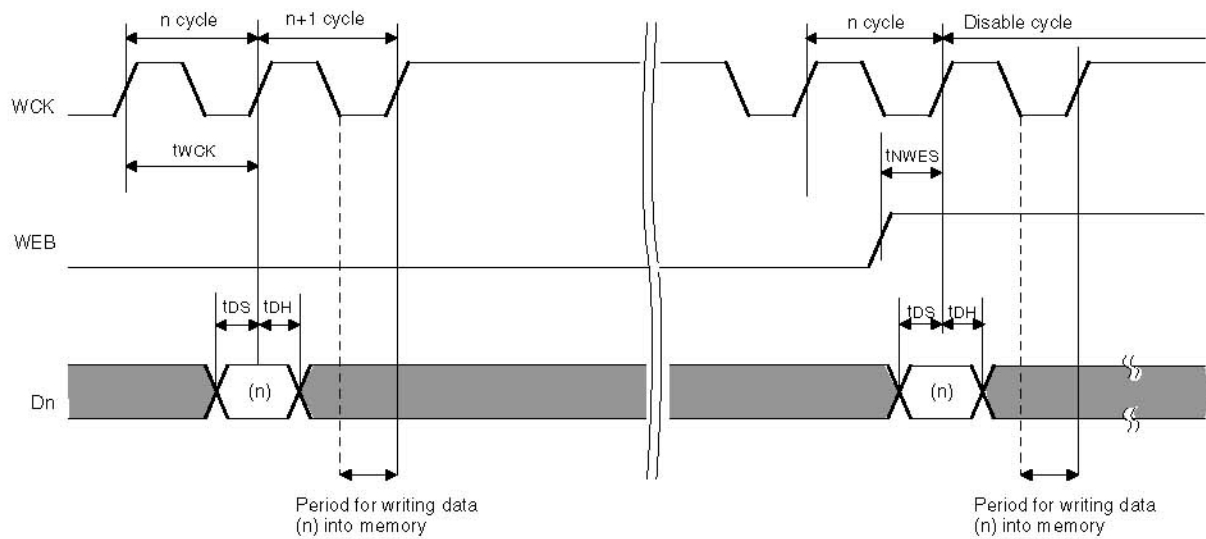 n cycle n+1 cycle n cycle Disable cycle
WCK
tWCK tNWES
WEB
tDS tDH tDS tDH
Dn (n) (n)
Period for writing data Period for writing data
(n) into memory (n) into memory